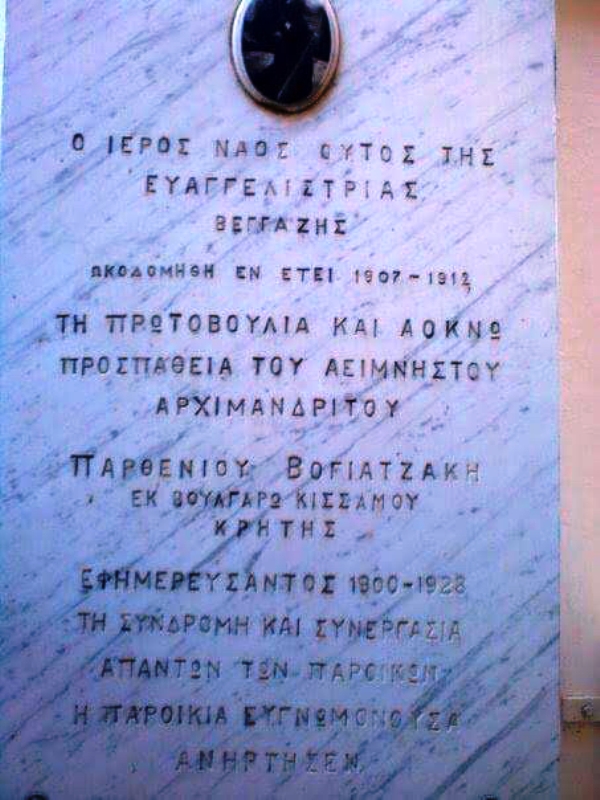 Ο ΙΕΡΟΣ ΝΑΟΣ ΟΥΤΟΣ ΤΗΣ
ΕΥΑΓΓΕΛΙΣΤΡΙΑΣ
ΒΕΓΓΑΖΗΣ
ΩΚΟΔΟΜΗΘΗ ΕΝ ΕΤΕΙ 1907-1912
ΤΗ ΠΡΩΤΟΒΟΥΛΙΑ ΚΑΙ ΑΟΚΝΩ
ΠΡΟΣΠΑΘΕΙΑ ΤΟΥ ΑΕΙΜΝΗΣΤΟΥ
ΑΡΧΙΜΑΝΔΡΙΤΟΥ
ΠΑΡΘΕΝΙΟΥ ΒΟΓΙΑΤΖΑΚΗ
ΕΚ ΒΟΥΛΓΑΡΩ ΚΙΣΣΑΜΟΥ
ΚΡΗΤΗΣ
ΕΦΗΜΕΡΕΥΣΑΝΤΟΣ 1900-1928
ΤΗ ΣΥΝΔΡΟΜΗ ΚΑΙ ΣΥΝΕΡΓΑΣΙΑ
ΑΠΑΝΤΩΝ ΤΩΝ ΠΑΡΟΙΚΩΝ
Η ΠΑΡΟΙΚΙΑ ΕΥΓΝΩΜΟΝΟΥΣΑ
ΑΝΗΡΤΗΣΕΝ